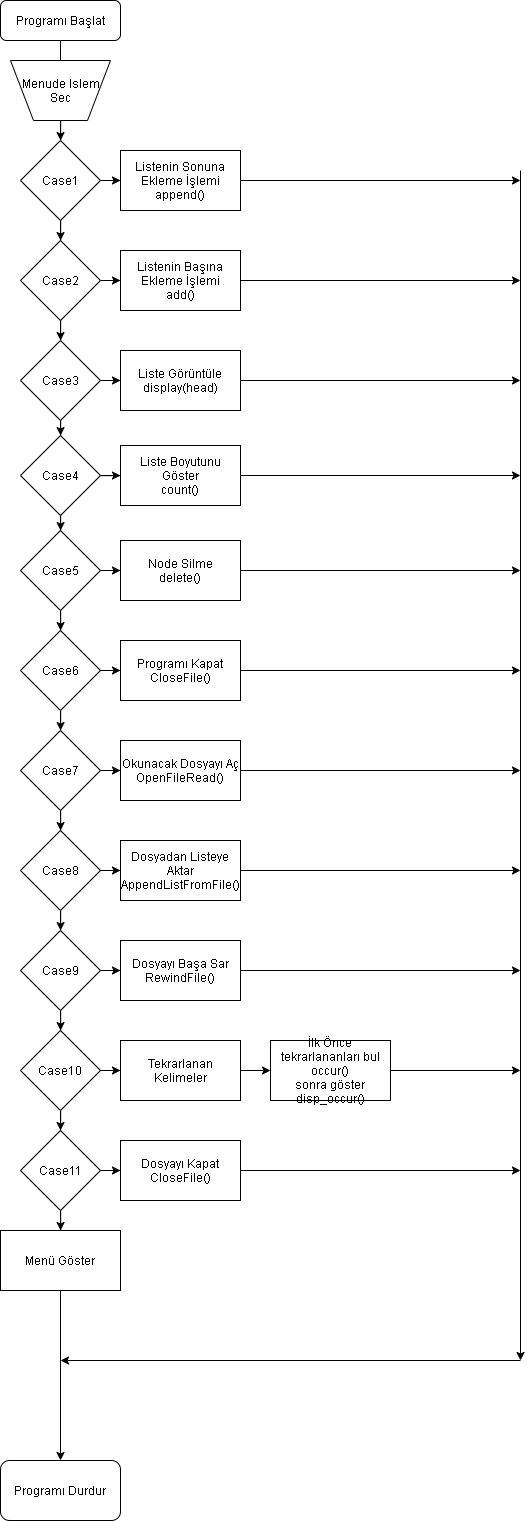 Programı Başlat
Menude Islem
Sec
Case1
Listenin Sonuna
Ekleme İşlemi
append()
Case2
Listenin Başına
Ekleme İşlemi
add()
Case3
Liste Görüntüle
display(head)
Case4
Liste Boyutunu
Göster
count()
Case5
Node Silme
delete()
Case6
Programı Kapat
CloseFile()
Case7
Okunacak Dosyayı Aç
OpenFileRead()
Case8
Dosyadan Listeye
Aktar
AppendListFromFile()
Case9
Dosyayı Başa Sar
RewindFile()
Case10
Tekrarlanan
Kelimeler
İlk Önce
tekrarlananları bul
occur()
sonra göster
disp_occur()
Case11
Dosyayı Kapat
CloseFile()
Menü Göster
Programı Durdur